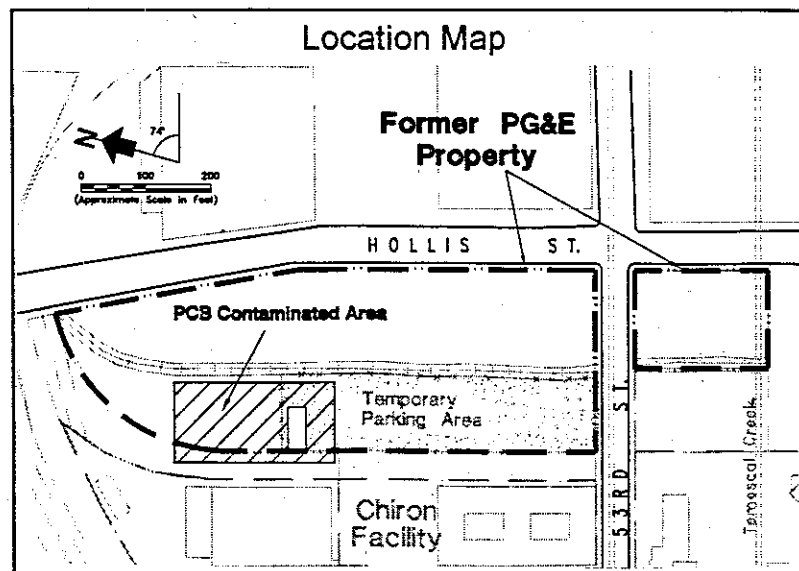 Location Map
N
74°
0 100 200
(Approximate Scale in feet)
Former PG&E
Property
HOLLIS ST.
PCB Contaminated Area
Temporary
Parking Area
53RD ST.
Temescal Creek
Chiron
Facility